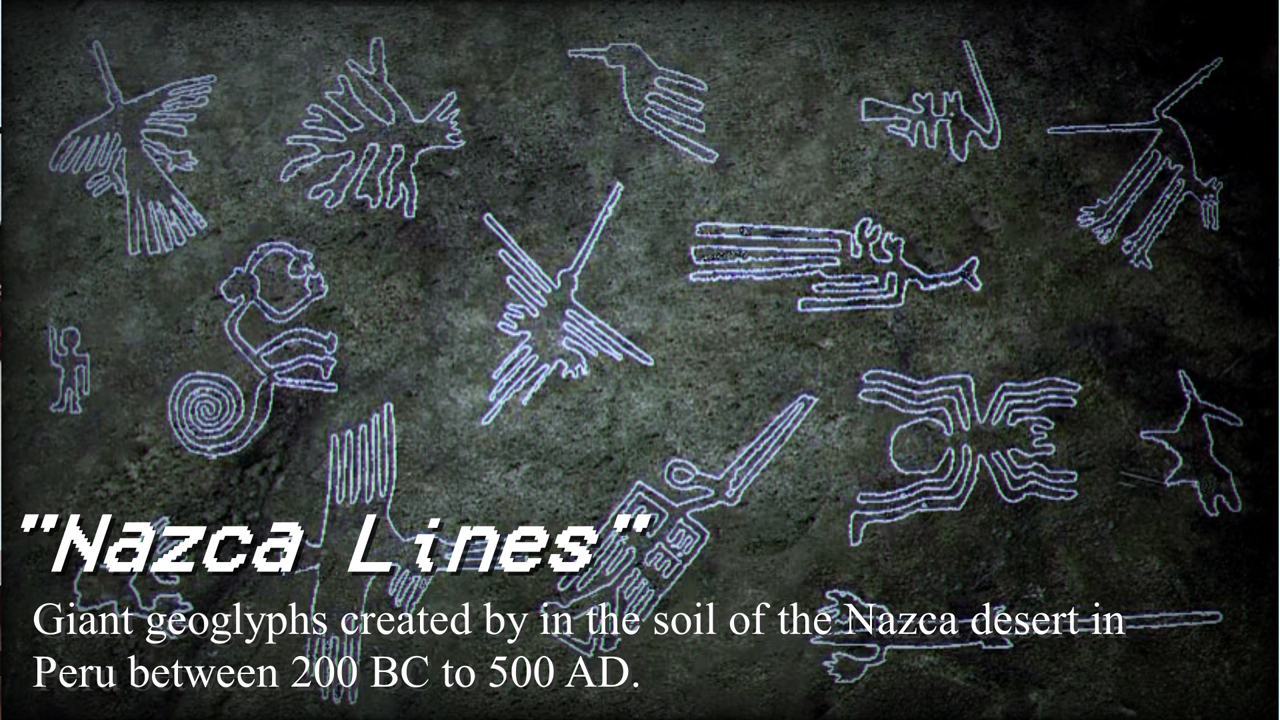 "Nazca Lines"
Giant geoglyphs created by in the soil of the Nazca desert in
Peru between 200 BC to 500 AD.